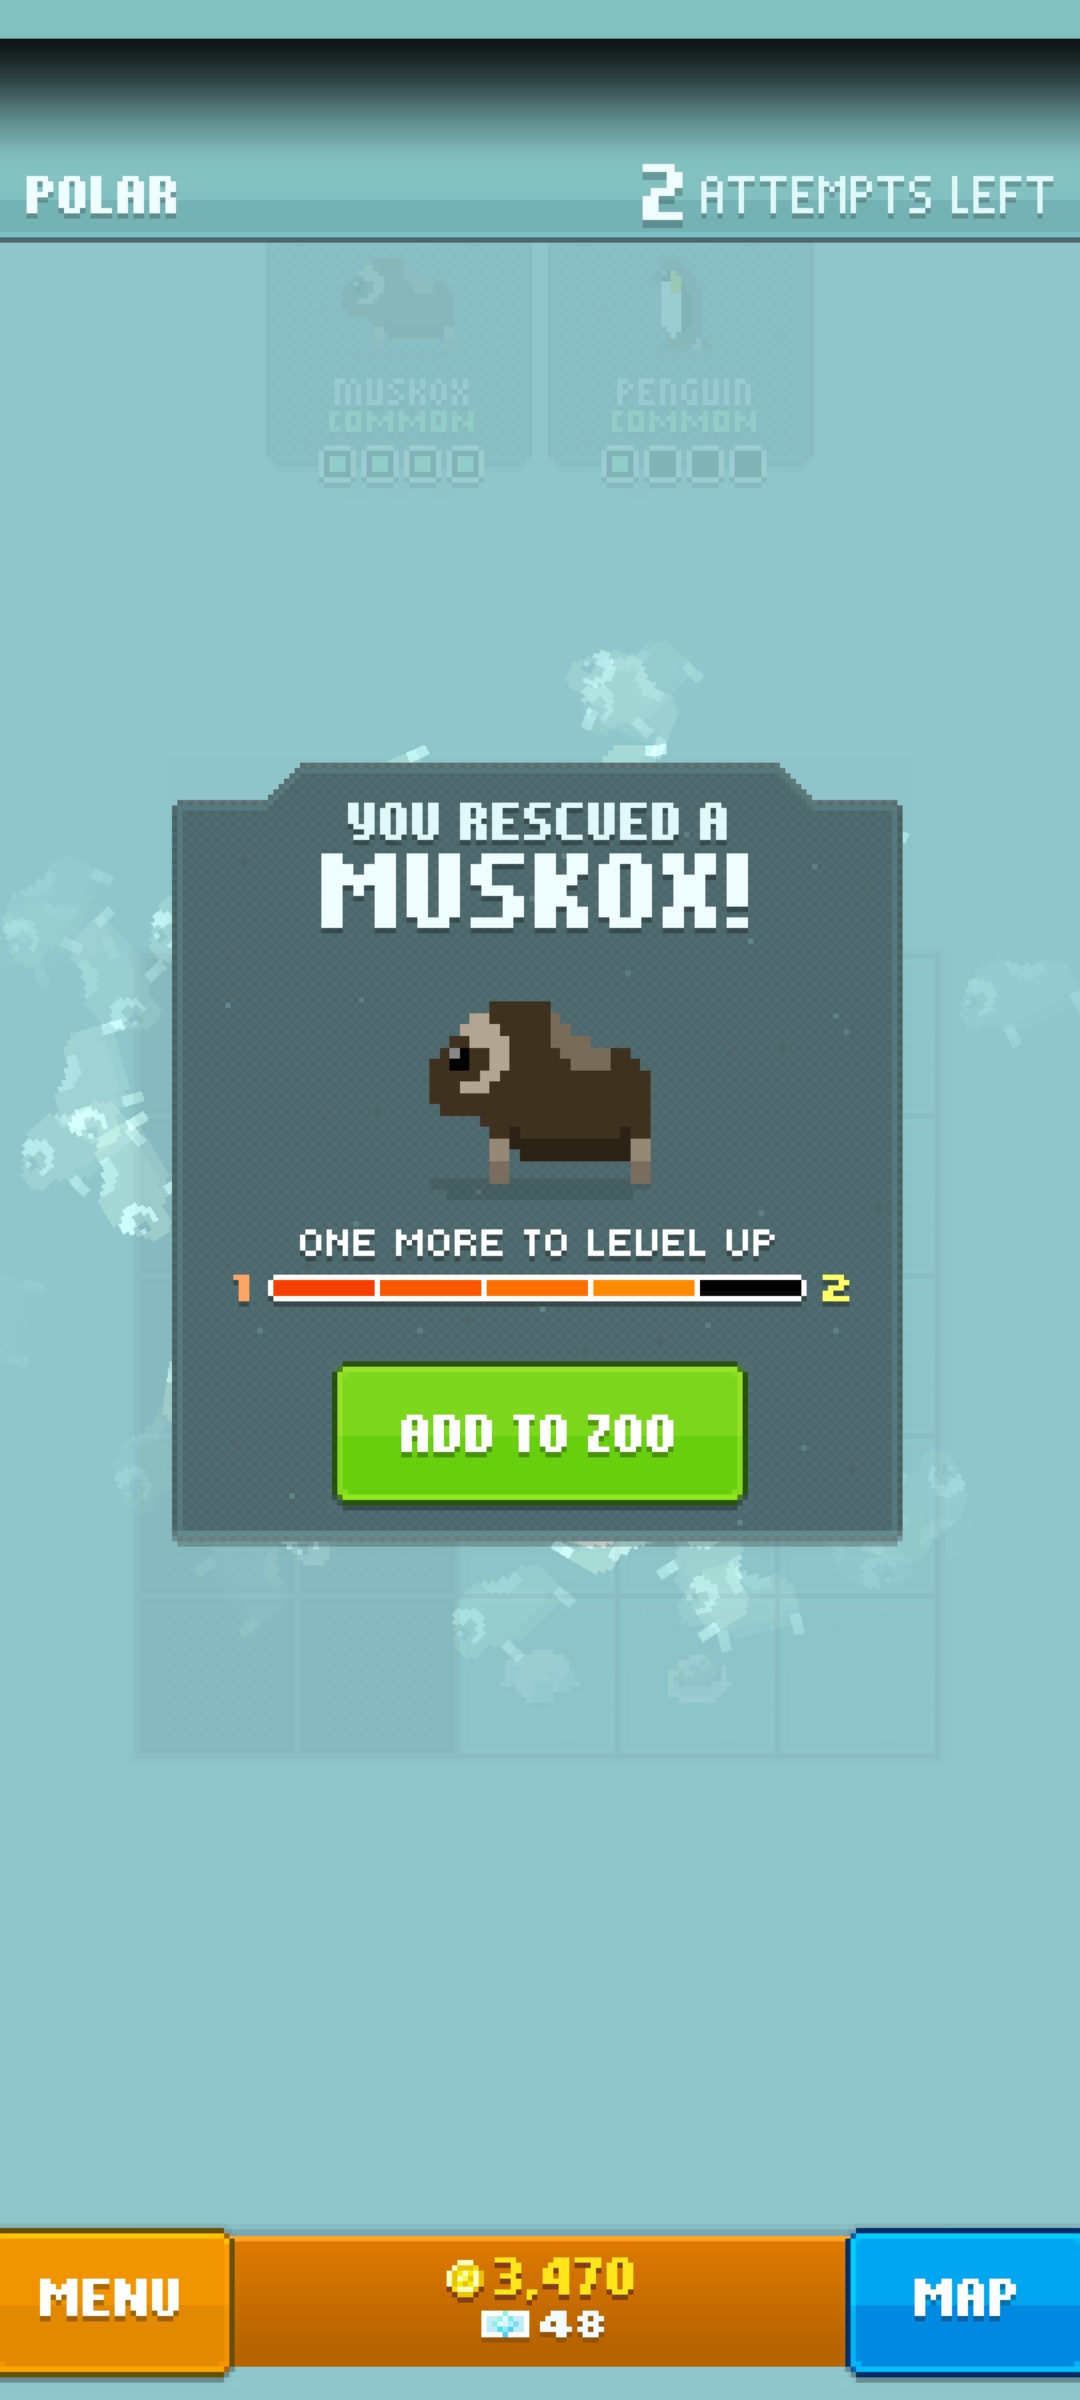 POLAR
2 ATTEMPTS LEFT
MUSKOX
COMMON
PENGUIN
COMMON
YOU RESCUED A
MUSKOX!
ONE MORE TO LEVEL UP
1 2
ADD TO ZOO
MENU
3,470
48
MAP